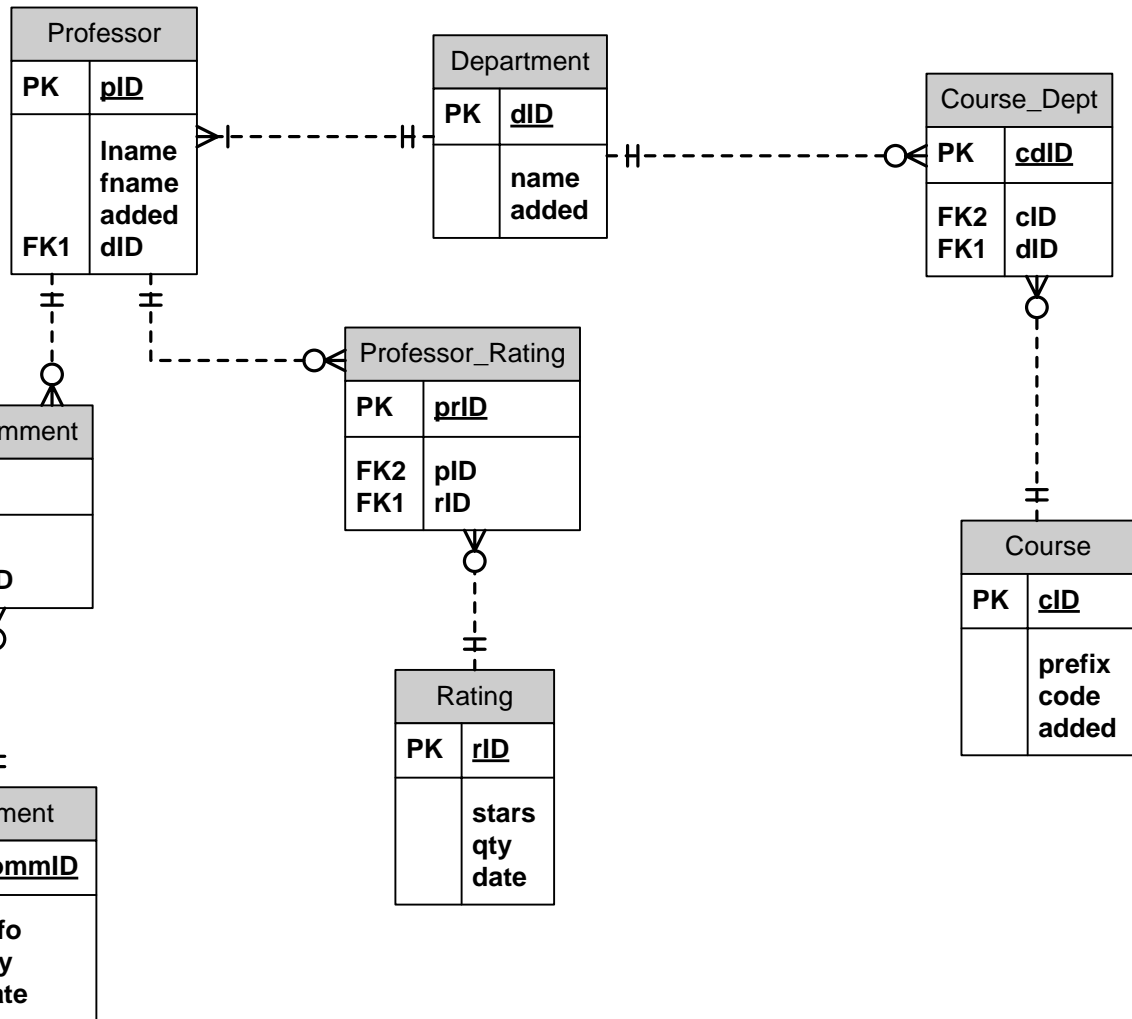 Professor
PK pID
lname
fname
added
FK1 dID
Department
PK dID
name
added
Course_Dept
PK cdID
FK2 cID
FK1 dID
Professor_Rating
PK prID
FK2 pID
FK1 rID
mment
D
Course
PK cID
prefix
code
added
Rating
PK rID
stars
qty
date
ment
ommID
fo
y
ate